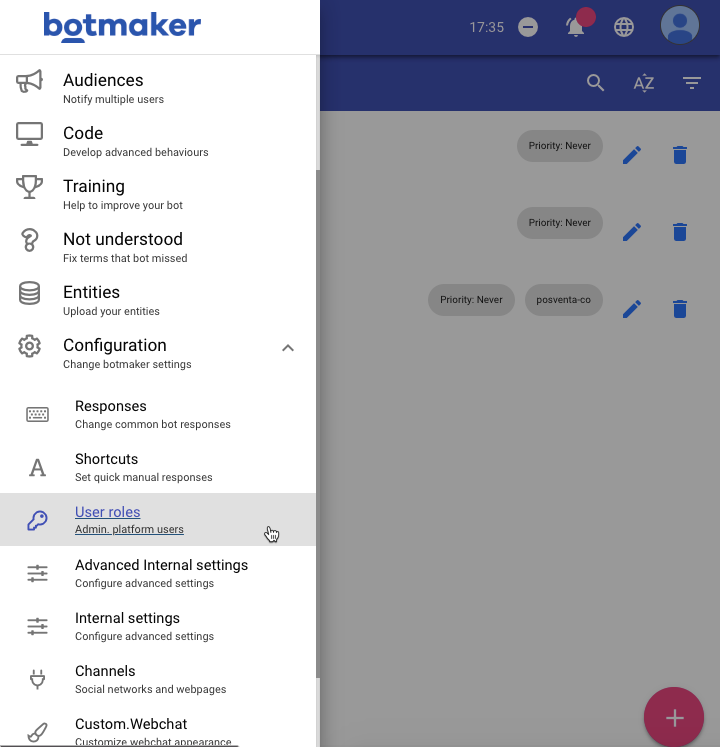 botmaker
17:35
Audiences
Notify multiple users
Code
Develop advanced behaviours
Training
Help to improve your bot
Not understood
Fix terms that bot missed
Entities
Upload your entities
Configuration
Change botmaker settings
Responses
Change common bot responses
Shortcuts
Set quick manual responses
User roles
Admin. platform users
Advanced Internal settings
Configure advanced settings
Internal settings
Configure advanced settings
Channels
Social networks and webpages
Custom.Webchat
Customize webchat appearance
AZ
Priority: Never
Priority: Never
Priority: Never posventa-co